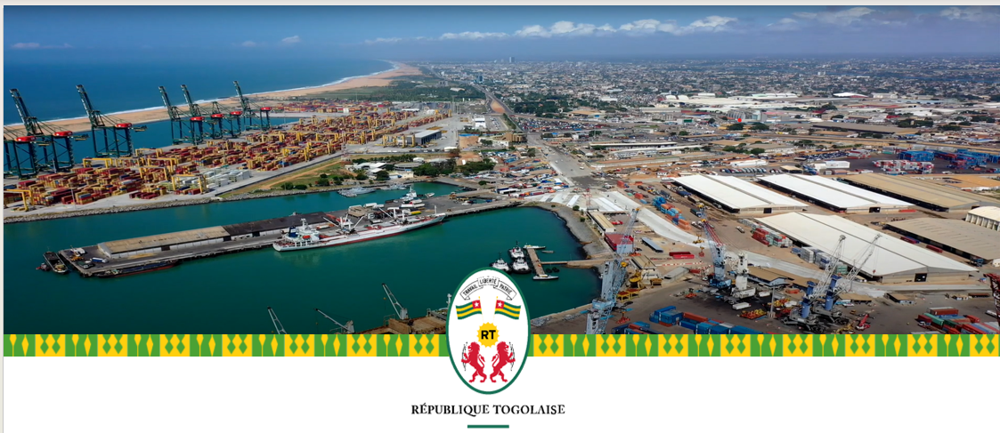 TRAVAIL LIBERTÉ PATRIE
RT
RÉPUBLIQUE TOGOLAISE